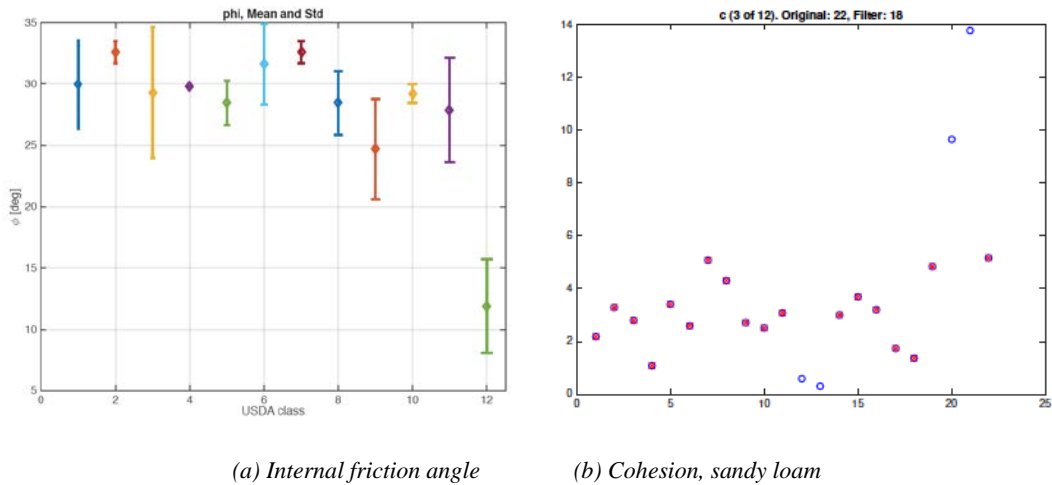 phi, Mean and Std
35
30
25
20
15
10
5
ϕ [deg]
0 2 4 6 8 10 12
USDA class
c (3 of 12). Original: 22, Filter: 18
14
12
10
8
6
4
2
0
0 5 10 15 20 25
(a) Internal friction angle (b) Cohesion, sandy loam